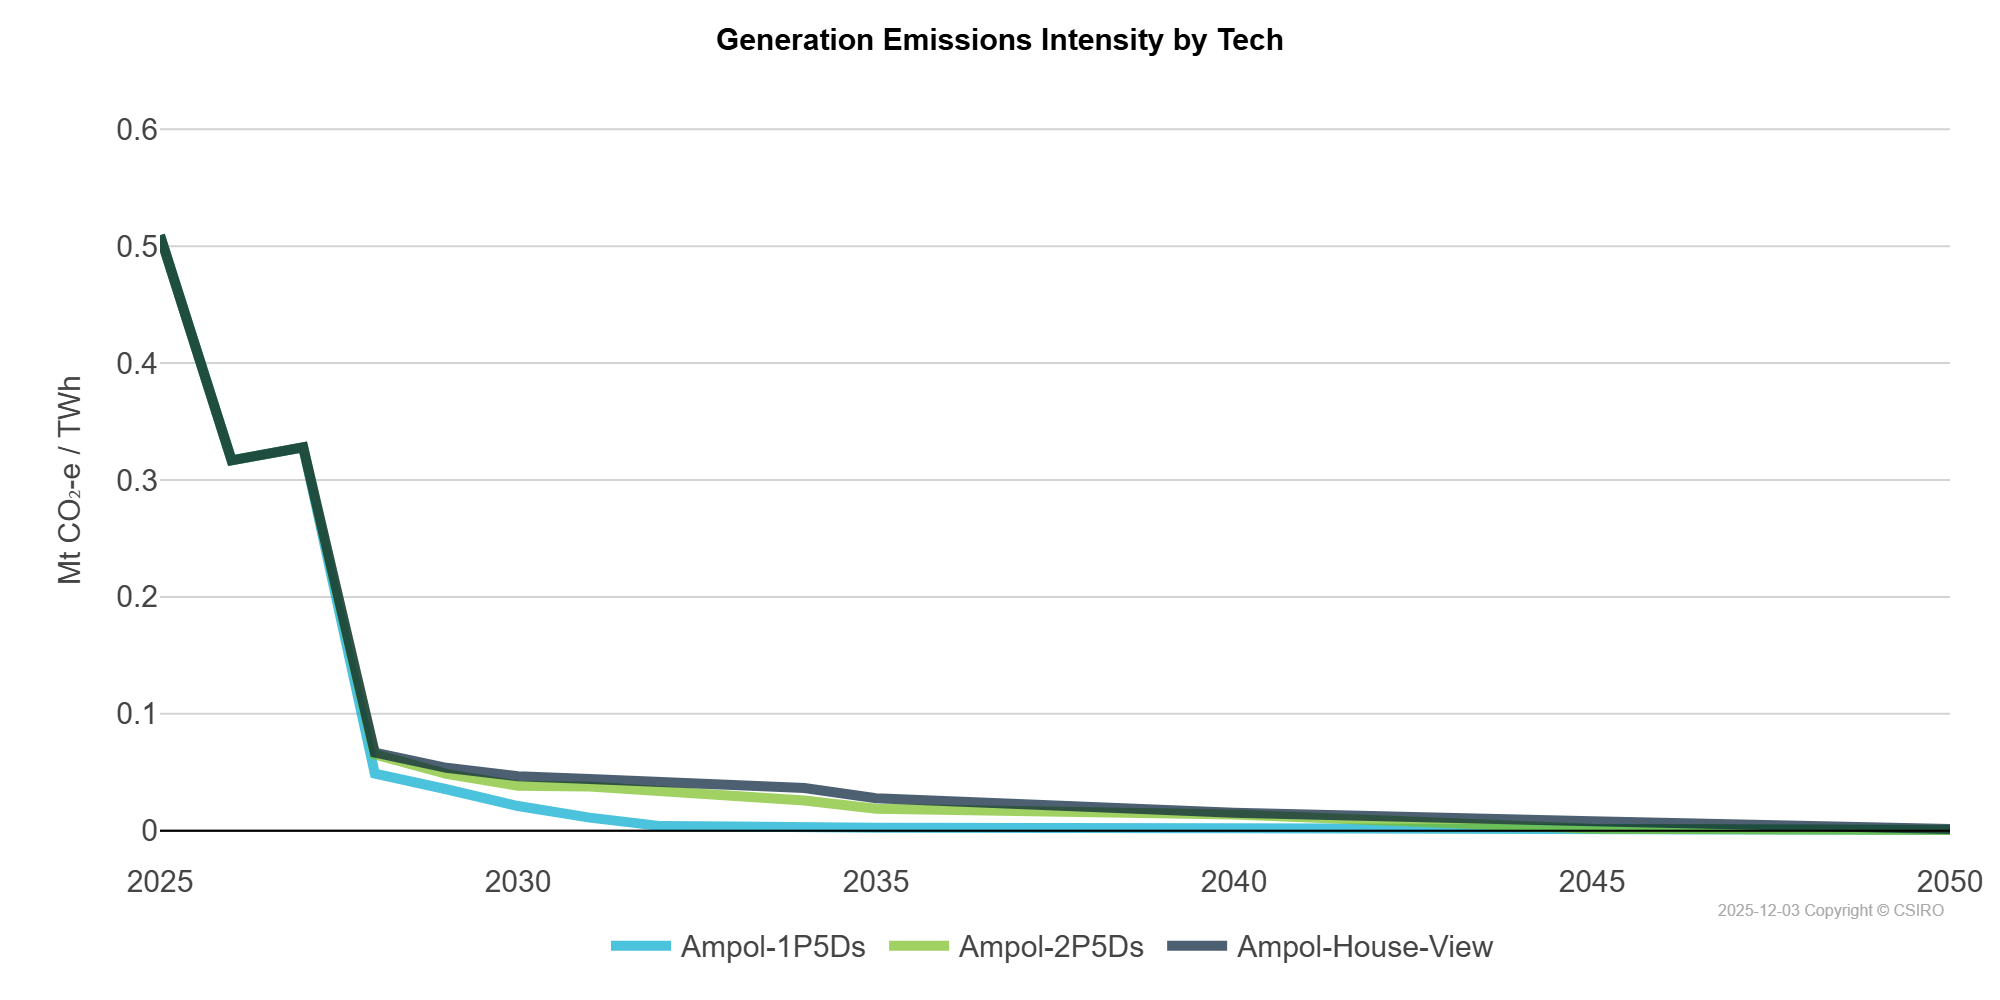 Generation Emissions Intensity by Tech
Mt CO₂-e / TWh
0.6
0.5
0.4
0.3
0.2
0.1
0
2025 2030 2035 2040 2045 2050
2025-12-03 Copyright © CSIRO
Ampol-1P5Ds Ampol-2P5Ds Ampol-House-View